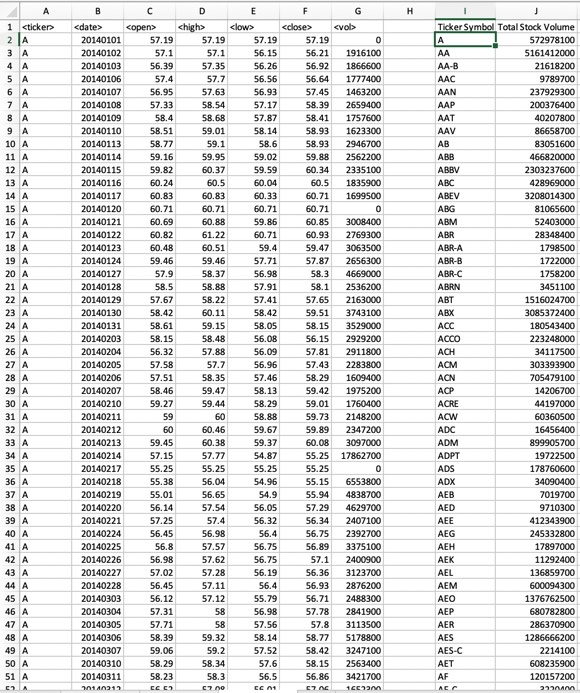 A B C D E F G H I J
1 <ticker> <date> <open> <high> <low> <close> <vol> Ticker Symbol Total Stock Volume
2 A 20140101 57.19 57.19 57.19 57.19 0 A 572978100
3 A 20140102 57.1 57.1 56.15 56.21 1916100 AA 5161412000
4 A 20140103 56.39 57.35 56.26 56.92 1866600 AA-B 21618200
5 A 20140106 57.4 57.7 56.56 56.64 1777400 AAC 9789700
6 A 20140107 56.95 57.63 56.93 57.45 1463200 AAN 237929300
7 A 20140108 57.33 58.54 57.17 58.39 2659400 AAP 200376400
8 A 20140109 58.4 58.68 57.87 58.41 1757600 AAT 40207800
9 A 20140110 58.51 59.01 58.14 58.93 1623300 AAV 86658700
10 A 20140113 58.77 59.1 58.6 58.93 2946700 AB 83051600
11 A 20140114 59.16 59.95 59.02 59.88 2562200 ABB 466820000
12 A 20140115 59.82 60.37 59.59 60.34 2335100 ABBV 2303237600
13 A 20140116 60.24 60.5 60.04 60.5 1835900 ABC 428969000
14 A 20140117 60.83 60.83 60.33 60.71 1699500 ABEV 3208014300
15 A 20140120 60.71 60.71 60.71 60.71 0 ABG 81065600
16 A 20140121 60.69 60.88 59.86 60.85 3008400 ABM 52403000
17 A 20140122 60.82 61.22 60.71 60.93 2769300 ABR 28348400
18 A 20140123 60.48 60.51 59.4 59.47 3063500 ABR-A 1798500
19 A 20140124 59.46 59.46 57.71 57.87 2656300 ABR-B 1722000
20 A 20140127 57.9 58.37 56.98 58.3 4669000 ABR-C 1758200
21 A 20140128 58.5 58.88 57.91 58.1 2536200 ABRN 3451100
22 A 20140129 57.67 58.22 57.41 57.65 2163000 ABT 1516024700
23 A 20140130 58.42 60.11 58.42 59.51 3743100 ABX 3085372400
24 A 20140131 58.61 59.15 58.05 58.15 3529000 ACC 180543400
25 A 20140203 58.15 58.48 56.08 56.15 2929200 ACCO 223248000
26 A 20140204 56.32 57.88 56.09 57.81 2911800 ACH 34117500
27 A 20140205 57.58 57.7 56.96 57.43 2283800 ACM 303393900
28 A 20140206 57.51 58.35 57.46 58.29 1609400 ACN 705479100
29 A 20140207 58.46 59.47 58.13 59.42 1975200 ACP 14206700
30 A 20140210 59.27 59.44 58.29 59.01 1760400 ACRE 44197000
31 A 20140211 59 60 58.88 59.73 2148200 ACW 60360500
32 A 20140212 60 60.46 59.67 59.89 2347200 ADC 16456400
33 A 20140213 59.45 60.38 59.37 60.08 3097000 ADM 899905700
34 A 20140214 57.15 57.77 54.87 55.25 17862700 ADPT 19722500
35 A 20140217 55.25 55.25 55.25 55.25 0 ADS 178760600
36 A 20140218 55.38 56.04 54.96 55.15 6553800 ADX 34090400
37 A 20140219 55.01 56.65 54.9 55.94 4838700 AEB 7019700
38 A 20140220 56.14 57.54 56.05 57.29 4629700 AED 9710300
39 A 20140221 57.25 57.4 56.32 56.34 2407100 AEE 412343900
40 A 20140224 56.45 56.98 56.4 56.75 2392700 AEG 245332800
41 A 20140225 56.8 57.57 56.75 56.89 3375100 AEH 17897000
42 A 20140226 56.98 57.62 56.75 57.1 2400900 AEK 11292400
43 A 20140227 57.02 57.28 56.19 56.36 3123700 AEL 136859700
44 A 20140228 56.45 57.11 56.4 56.93 2876200 AEM 600094300
45 A 20140303 56.12 57.12 55.79 56.71 2488300 AEO 1376762500
46 A 20140304 57.31 58 56.98 57.78 2841900 AEP 680782800
47 A 20140305 57.71 58 57.56 57.8 3113500 AER 286370900
48 A 20140306 58.39 59.32 58.14 58.77 5178800 AES 1286666200
49 A 20140307 59.06 59.2 57.52 58.42 3247100 AES-C 2214100
50 A 20140310 58.29 58.34 57.6 58.15 2563400 AET 608235900
51 A 20140311 58.23 58.3 56.5 56.86 3421700 AF 120157200